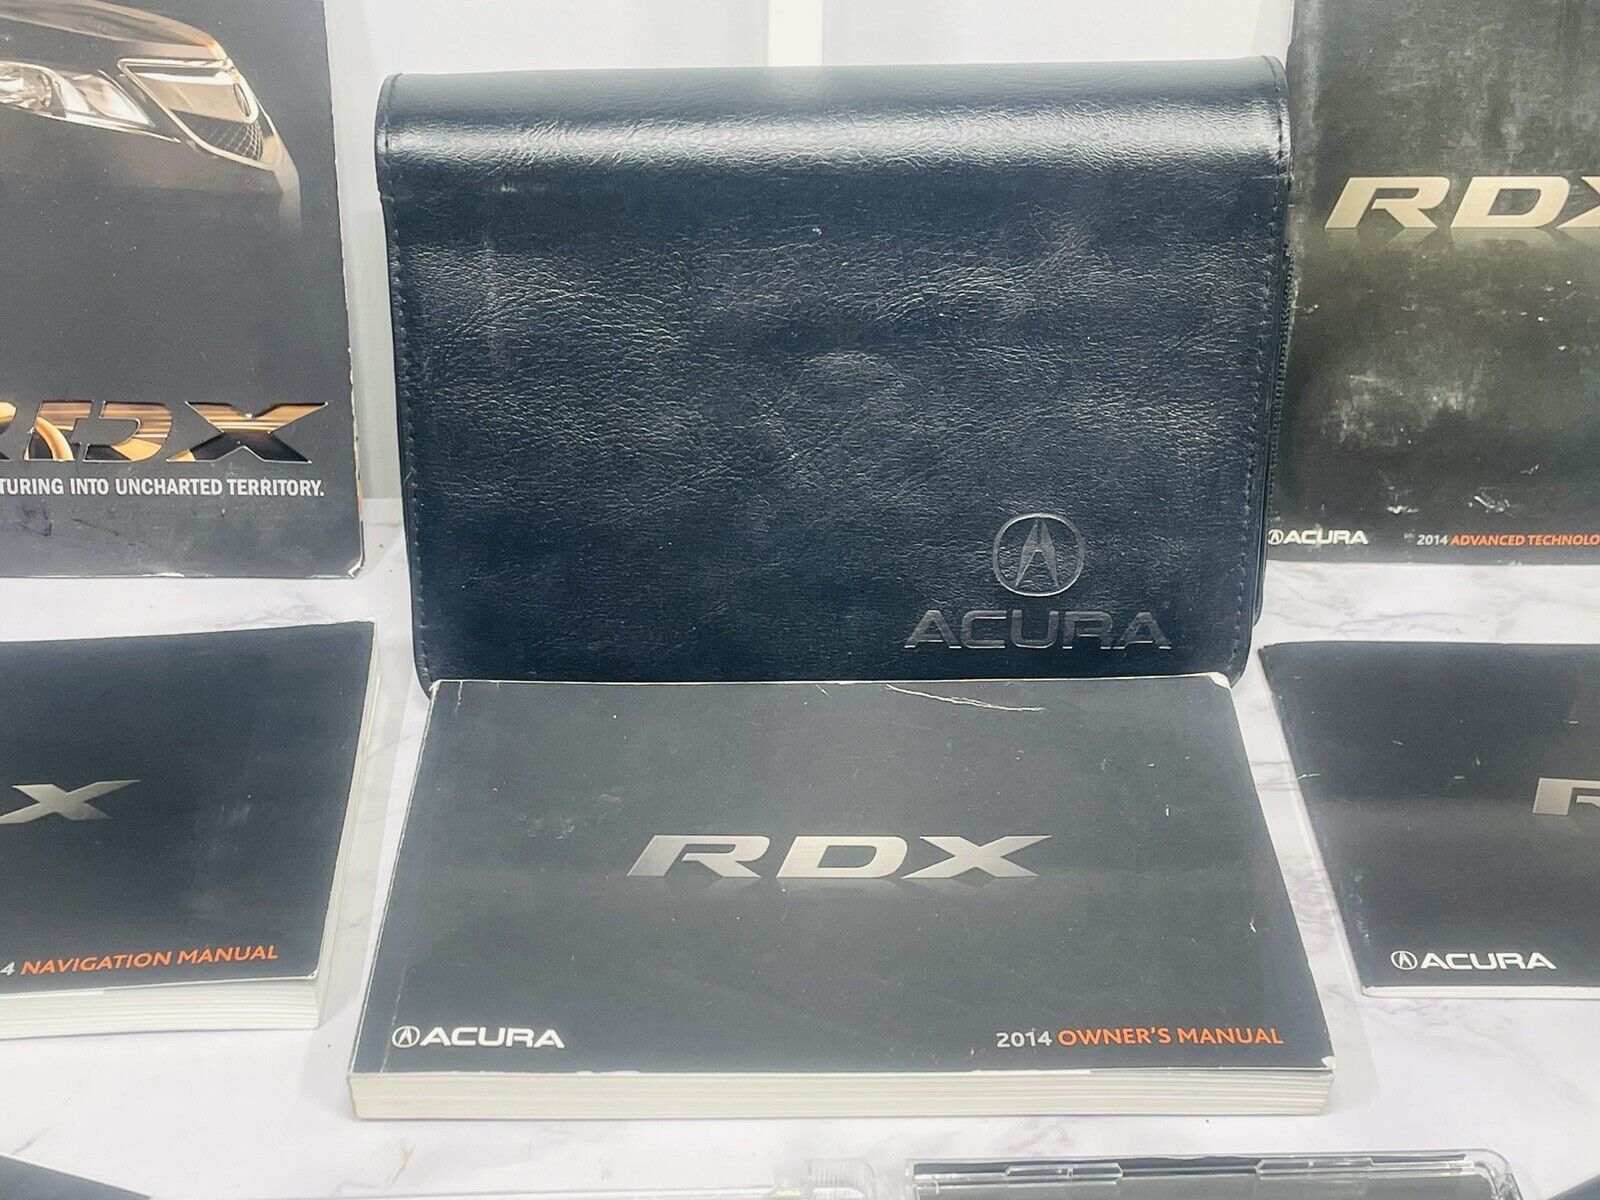 RDX
TURING INTO UNCHARTED TERRITORY.
ACURA
RDX
ACURA
2014 ADVANCED TECHNOLO
X
4 NAVIGATION MANUAL
RDX
ACURA
2014 OWNER'S MANUAL
R
ACURA